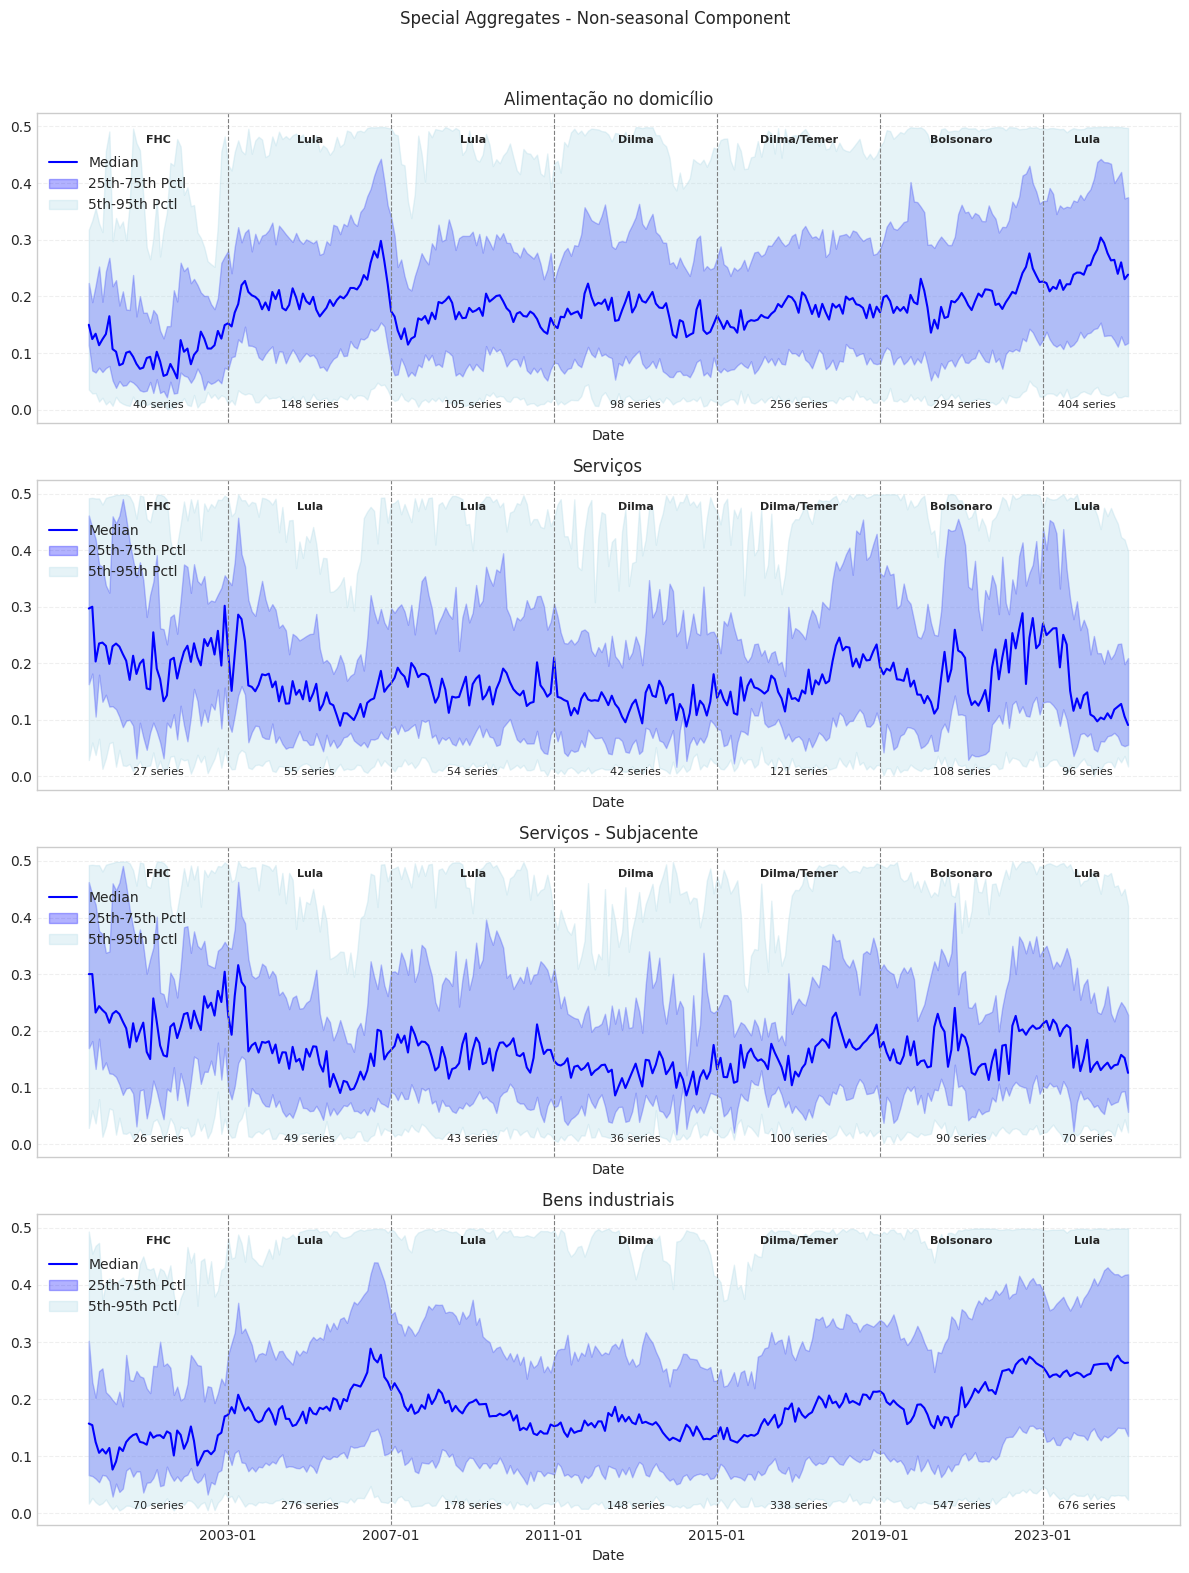 Special Aggregates - Non-seasonal Component
Alimentação no domicílio
0.5
0.4
0.3
0.2
0.1
0.0
FHC
Lula
Lula
Dilma
Dilma/Temer
Bolsonaro
Lula
Median
25th-75th Pctl
5th-95th Pctl
40 series
148 series
105 series
98 series
256 series
294 series
404 series
Date
Serviços
0.5
0.4
0.3
0.2
0.1
0.0
FHC
Lula
Lula
Dilma
Dilma/Temer
Bolsonaro
Lula
Median
25th-75th Pctl
5th-95th Pctl
27 series
55 series
54 series
42 series
121 series
108 series
96 series
Date
Serviços - Subjacente
0.5
0.4
0.3
0.2
0.1
0.0
FHC
Lula
Lula
Dilma
Dilma/Temer
Bolsonaro
Lula
Median
25th-75th Pctl
5th-95th Pctl
26 series
49 series
43 series
36 series
100 series
90 series
70 series
Date
Bens industriais
0.5
0.4
0.3
0.2
0.1
0.0
FHC
Lula
Lula
Dilma
Dilma/Temer
Bolsonaro
Lula
Median
25th-75th Pctl
5th-95th Pctl
70 series
276 series
178 series
148 series
338 series
547 series
676 series
2003-01
2007-01
2011-01
2015-01
2019-01
2023-01
Date